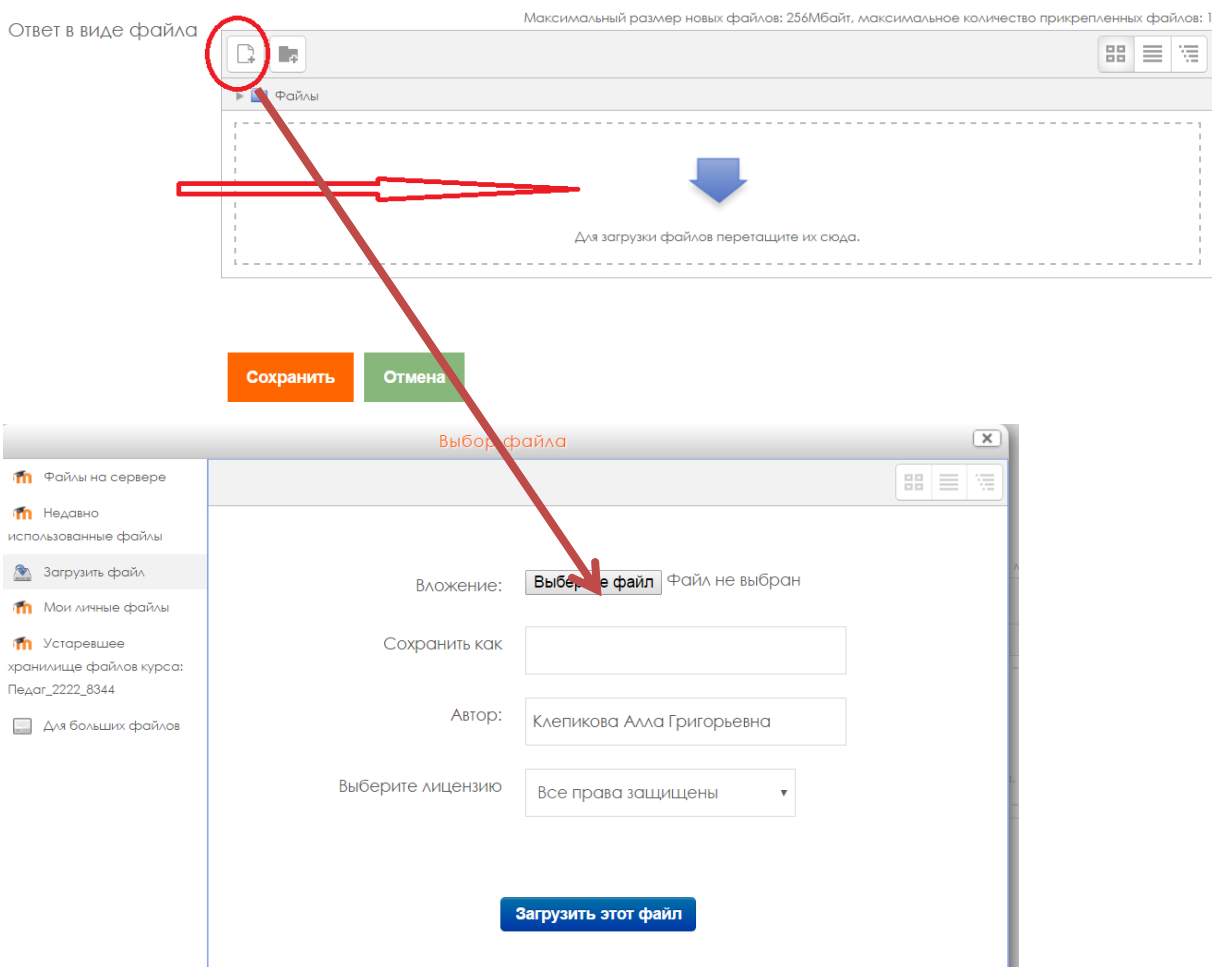 Максимальный размер новых файлов: 256Мбайт, максимальное количество прикрепленных файлов: 1
Ответ в виде файла
Файлы
Для загрузки файлов перетащите их сюда.
Сохранить
Отмена
Выбор файла
Файлы на сервере
Недавно
использованные файлы
Загрузить файл
Мои личные файлы
Устаревшее
хранилище файлов курса:
Педаг_2222_8344
Для больших файлов
Вложение:
Выберите файл Файл не выбран
Сохранить как
Автор:
Клепикова Алла Григорьевна
Выберите лицензию
Все права защищены
Загрузить этот файл